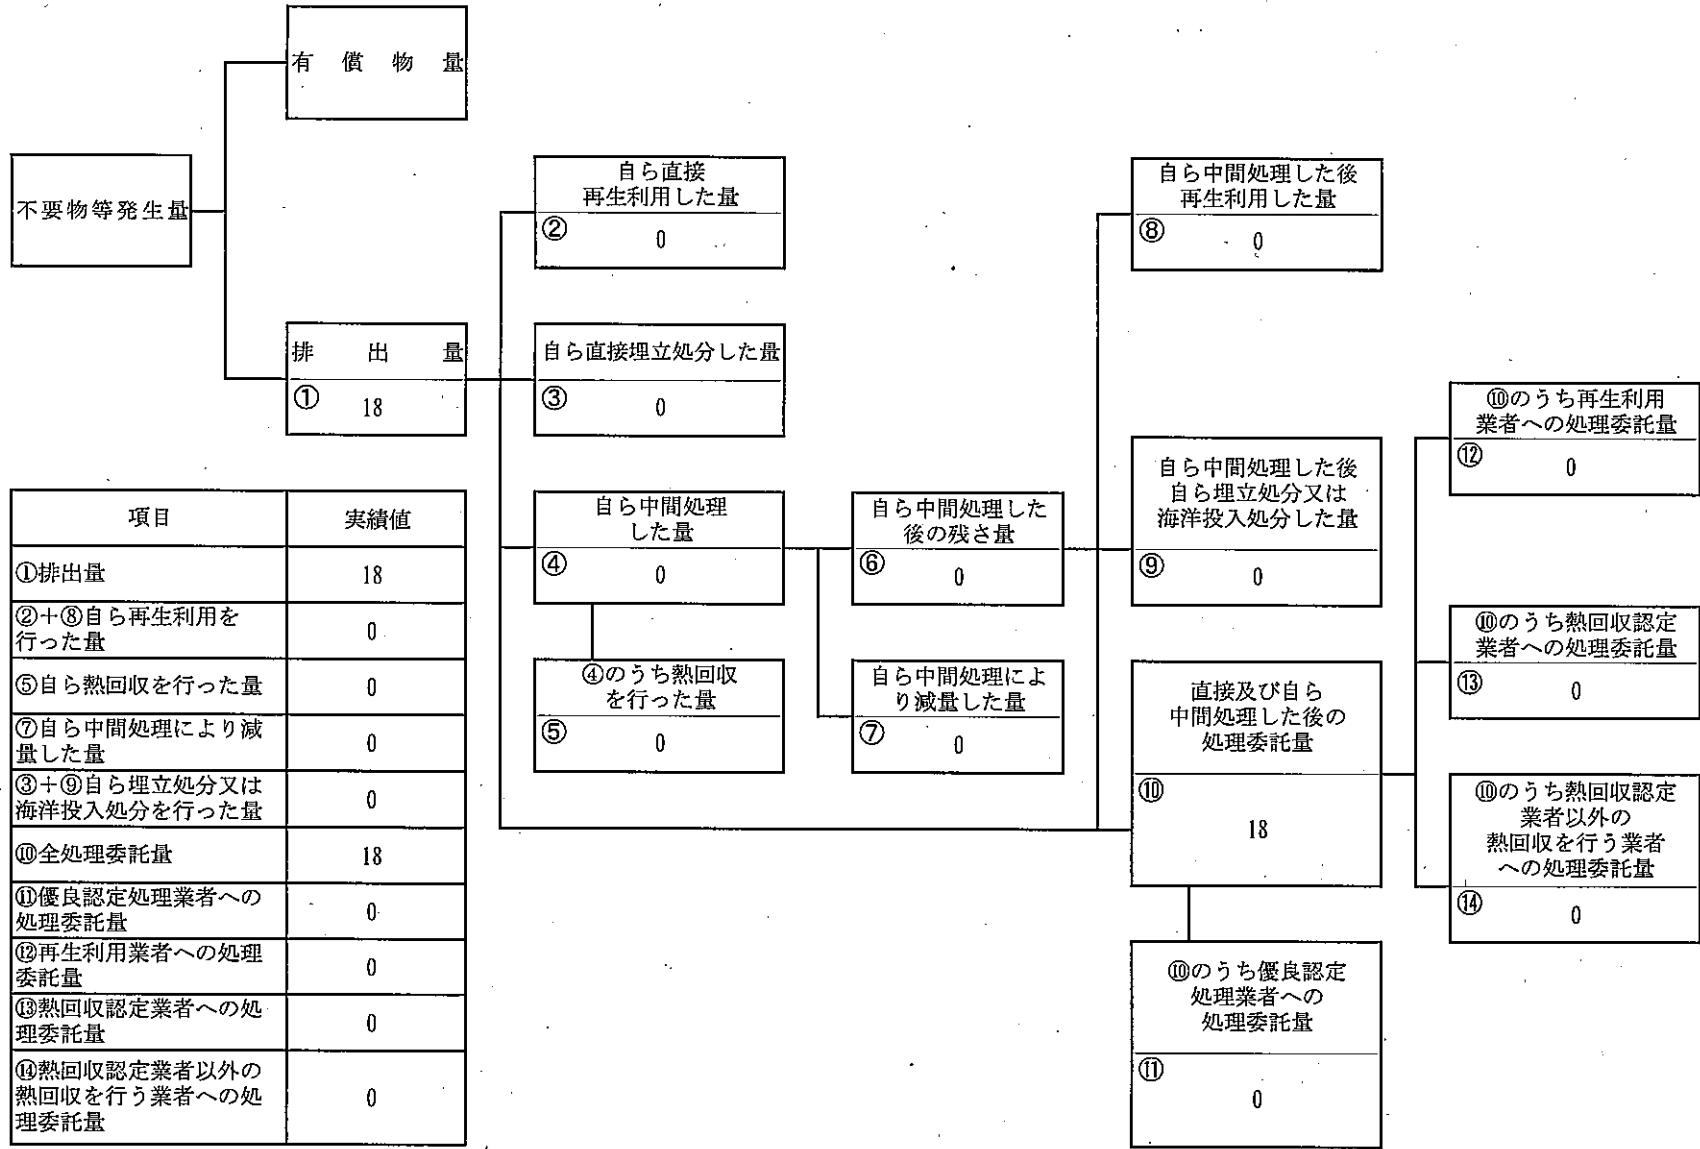 有償物量
不要物等発生量
排出量
① 18
自ら直接
再生利用した量
② 0
自ら直接埋立処分した量
③ 0
自ら中間処理
した量
④ 0
④のうち熱回収
を行った量
⑤ 0
自ら中間処理した
後の残さ量
⑥ 0
自ら中間処理によ
り減量した量
⑦ 0
自ら中間処理した後
再生利用した量
⑧ 0
自ら中間処理した後
自ら埋立処分又は
海洋投入処分した量
⑨ 0
直接及び自ら
中間処理した後の
処理委託量
⑩
18
⑩のうち優良認定
処理業者への
処理委託量
⑪
0
⑩のうち再生利用
業者への処理委託量
⑫ 0
⑩のうち熱回収認定
業者への処理委託量
⑬ 0
⑩のうち熱回収認定
業者以外の
熱回収を行う業者
への処理委託量
⑭ 0
項目 実績値
①排出量 18
②+⑧自ら再生利用を
行った量 0
⑤自ら熱回収を行った量 0
⑦自ら中間処理により減
量した量 0
③+⑨自ら埋立処分又は
海洋投入処分を行った量 0
⑩全処理委託量 18
⑪優良認定処理業者への
処理委託量 0
⑫再生利用業者への処理
委託量 0
⑬熱回収認定業者への処
理委託量 0
⑭熱回収認定業者以外の
熱回収を行う業者への処
理委託量 0